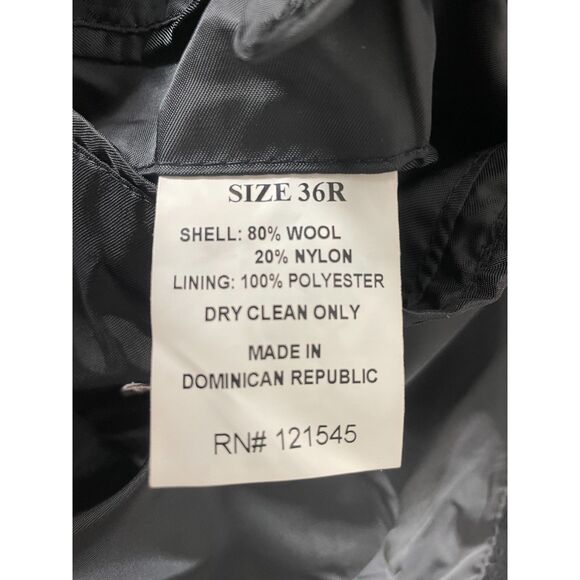 SIZE 36R
SHELL: 80% WOOL
20% NYLON
LINING: 100% POLYESTER
DRY CLEAN ONLY
MADE IN
DOMINICAN REPUBLIC
RN# 121545